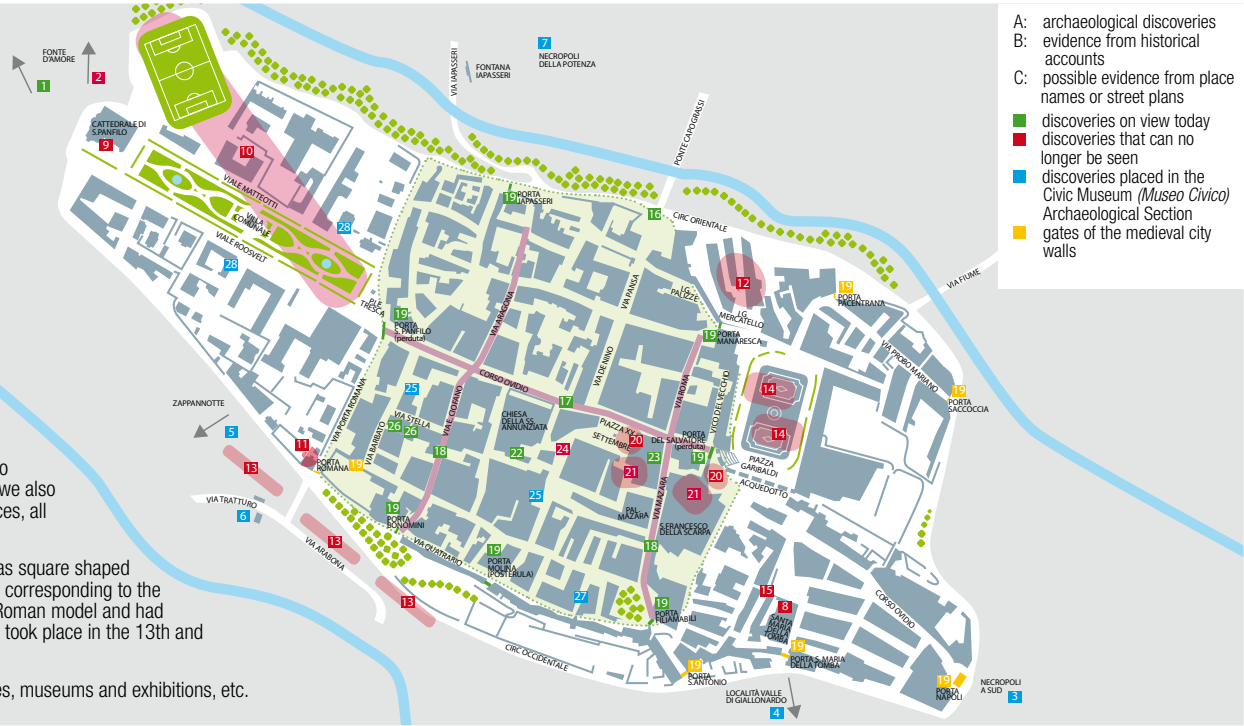 FONTE
D'AMORE
1
2
7
NECROPOLI
DELLA POTENZA
FONTANA
IAPASSERI
VIA IAPASSERI
PONTE CAPOGRASSI
CATTEDRALE DI
S.PANFILO
9
10
VIALE MATTEOTTI
VILLA
COMUNALE
VIALE ROOSVELT
28
28
19
PORTA
IAPASSERI
16
CIRC ORIENTALE
LG.
PALIZZE
12
LG.
MERCATELLO
19
PORTA
PACENTRANA
VIA FIUME
VIA PROBO MARIANO
19
PORTA
SACCOCCIA
P.LE
TRESCA
19
PORTA
S. PANFILO
(perduta)
VIA ARAGONA
VIA PANSA
19
PORTA
MANARESCA
VIA PORTA ROMANA
25
CORSO OVIDIO
VIA DE NINO
VIA ROMA
VICO DEL VECCHIO
14
14
ZAPPANNOTTE
5
11
PORTA
ROMANA
19
VIA BARBATO
VIA STELLA
26
26
VIA E. CIOFANO
18
CHIESA
DELLA SS.
ANNUNZIATA
17
22
24
PIAZZA XX
SETTEMBRE
20
21
23
PORTA
DEL SALVATORE
(perduta)
19
20
21
PIAZZA
GARIBALDI
ACQUEDOTTO
13
VIA TRATTURO
6
25
PAL.
MAZARA
VIA MAZARA
S.FRANCESCO
DELLA SCARPA
19
PORTA
BONOMINI
13
VIA ARABONA
VIA QUATRARIO
19
PORTA
MOLINA
(POSTERULA)
18
13
27
19
PORTA
FILIAMABILI
15
8
SANTA
MARIA
DELLA
TOMBA
CORSO OVIDIO
CIRC OCCIDENTALE
19
PORTA
S.ANTONIO
19
PORTA S. MARIA
DELLA TOMBA
LOCALITÀ VALLE
DI GIALLONARDO
4
19
PORTA
NAPOLI
NECROPOLI
A SUD
3
A: archaeological discoveries
B: evidence from historical
accounts
C: possible evidence from place
names or street plans
discoveries on view today
discoveries that can no
longer be seen
discoveries placed in the
Civic Museum (Museo Civico)
Archaeological Section
gates of the medieval city
walls
o
we also
ces, all
as square shaped
corresponding to the
Roman model and had
took place in the 13th and
es, museums and exhibitions, etc.